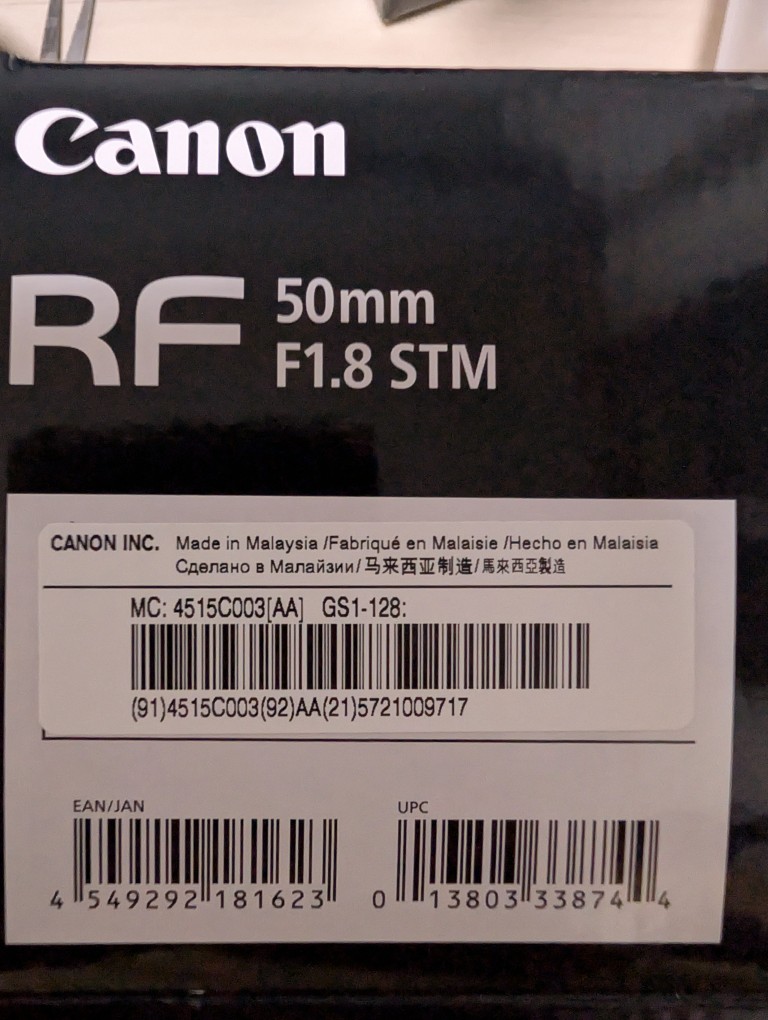 Canon
RF 50mm
F1.8 STM
CANON INC. Made in Malaysia /Fabriqué en Malaisie /Hecho en Malaisia
Сделано в Малайзии/马来西亚制造/馬來西亞製造
MC: 4515C003[AA] GS1-128:
(91)4515C003(92)AA(21)5721009717
EAN/JAN UPC
4 549292 181623 0 13803 33874 4